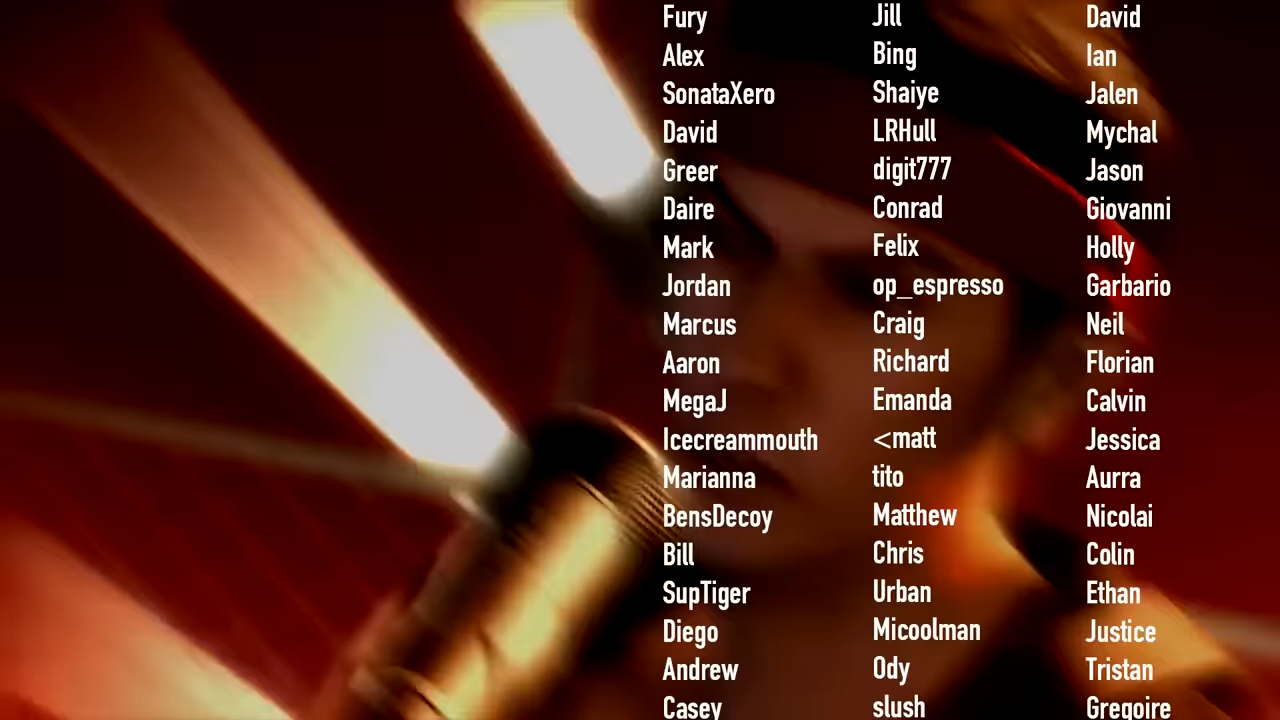 Fury
Alex
SonataXero
David
Greer
Daire
Mark
Jordan
Marcus
Aaron
MegaJ
Icecreammouth
Marianna
BensDecoy
Bill
SupTiger
Diego
Andrew
Casey
Jill
Bing
Shaiye
LRHull
digit777
Conrad
Felix
op_espresso
Craig
Richard
Emanda
<matt
tito
Matthew
Chris
Urban
Micoolman
Ody
slush
David
Ian
Jalen
Mychal
Jason
Giovanni
Holly
Garbario
Neil
Florian
Calvin
Jessica
Aurra
Nicolai
Colin
Ethan
Justice
Tristan
Gregoire